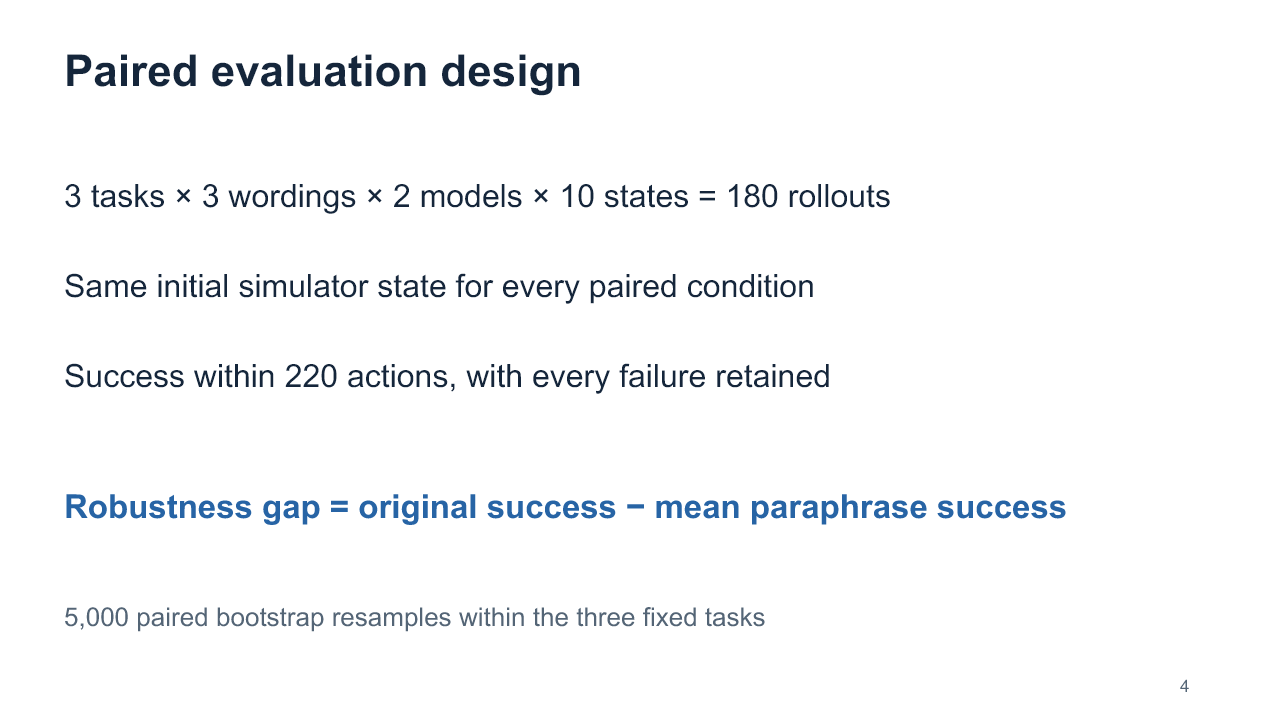 Paired evaluation design
3 tasks × 3 wordings × 2 models × 10 states = 180 rollouts
Same initial simulator state for every paired condition
Success within 220 actions, with every failure retained
Robustness gap = original success − mean paraphrase success
5,000 paired bootstrap resamples within the three fixed tasks
4